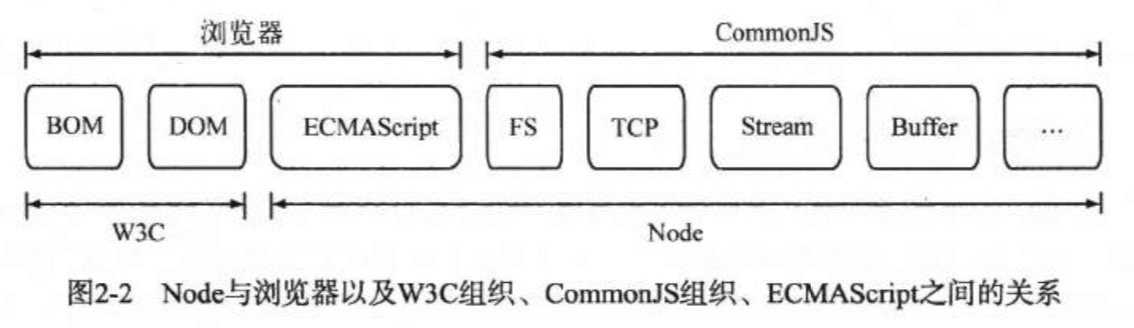 浏览器 CommonJS
BOM DOM ECMAScript FS TCP Stream Buffer ...
W3C Node
图2-2 Node与浏览器以及W3C组织、CommonJS组织、ECMAScript之间的关系